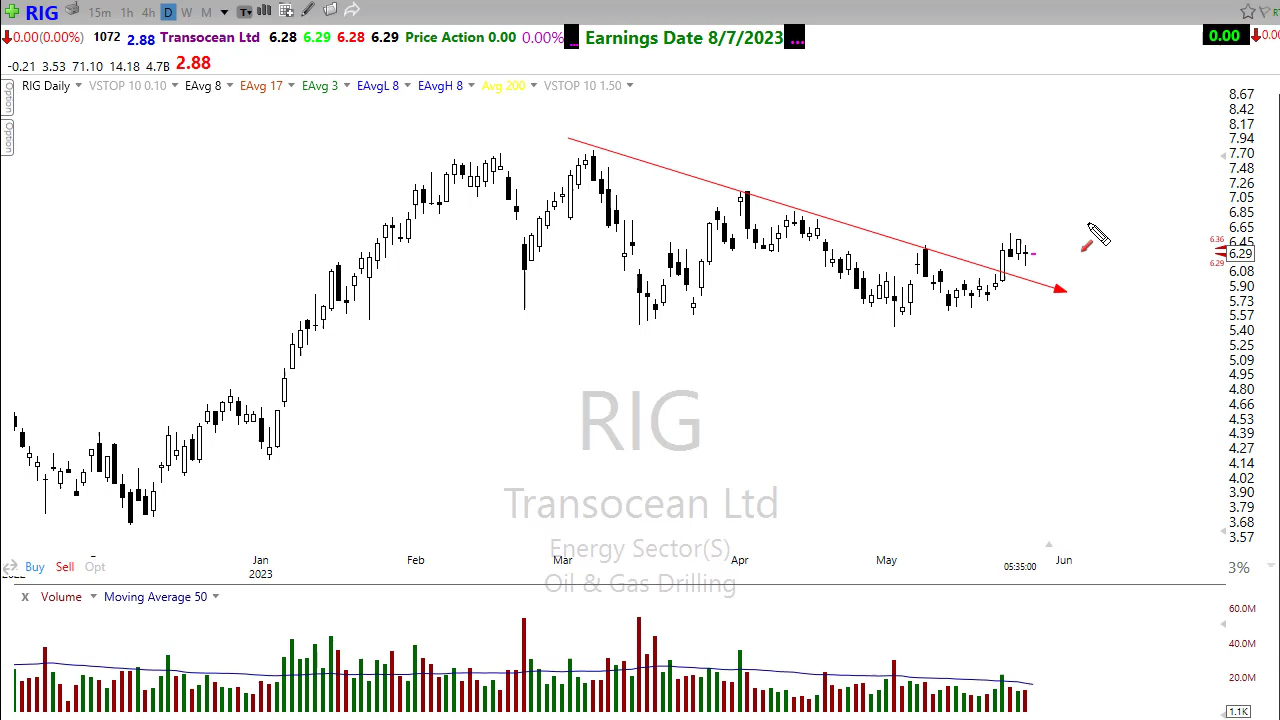 RIG 15m 1h 4h D W M T
0.00(0.00%) 1072 2.88 Transocean Ltd 6.28 6.29 6.28 6.29 Price Action 0.00 0.00% ... Earnings Date 8/7/2023 ... 0.00
-0.21 3.53 71.10 14.18 4.7B 2.88
RIG Daily VSTOP 10 0.10 EAvg 8 EAvg 17 EAvg 3 EAvgL 8 EAvgH 8 Avg 200 VSTOP 10 1.50
Option
Option
8.67
8.42
8.17
7.94
7.70
7.48
7.26
7.05
6.85
6.65
6.45
6.36
6.29
6.29
6.08
5.90
5.73
5.57
5.40
5.25
5.09
4.95
4.80
4.66
4.53
4.39
4.27
4.14
4.02
3.90
3.79
3.68
3.57
RIG
Transocean Ltd
Energy Sector(S)
Oil & Gas Drilling
Jan Feb Mar Apr May Jun
2023
Buy Sell Opt
05:35:00
3%
x Volume Moving Average 50
60.0M
40.0M
20.0M
1.1K